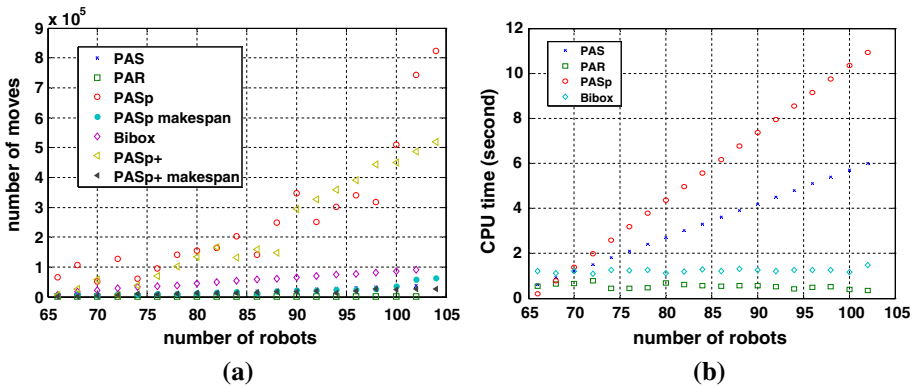 x 10^5
9
8
7
6
5
4
3
2
1
0
number of moves
PAS
PAR
PASp
PASp makespan
Bibox
PASp+
PASp+ makespan
65 70 75 80 85 90 95 100 105
number of robots
(a)
12
10
8
6
4
2
0
CPU time (second)
PAS
PAR
PASp
Bibox
65 70 75 80 85 90 95 100 105
number of robots
(b)